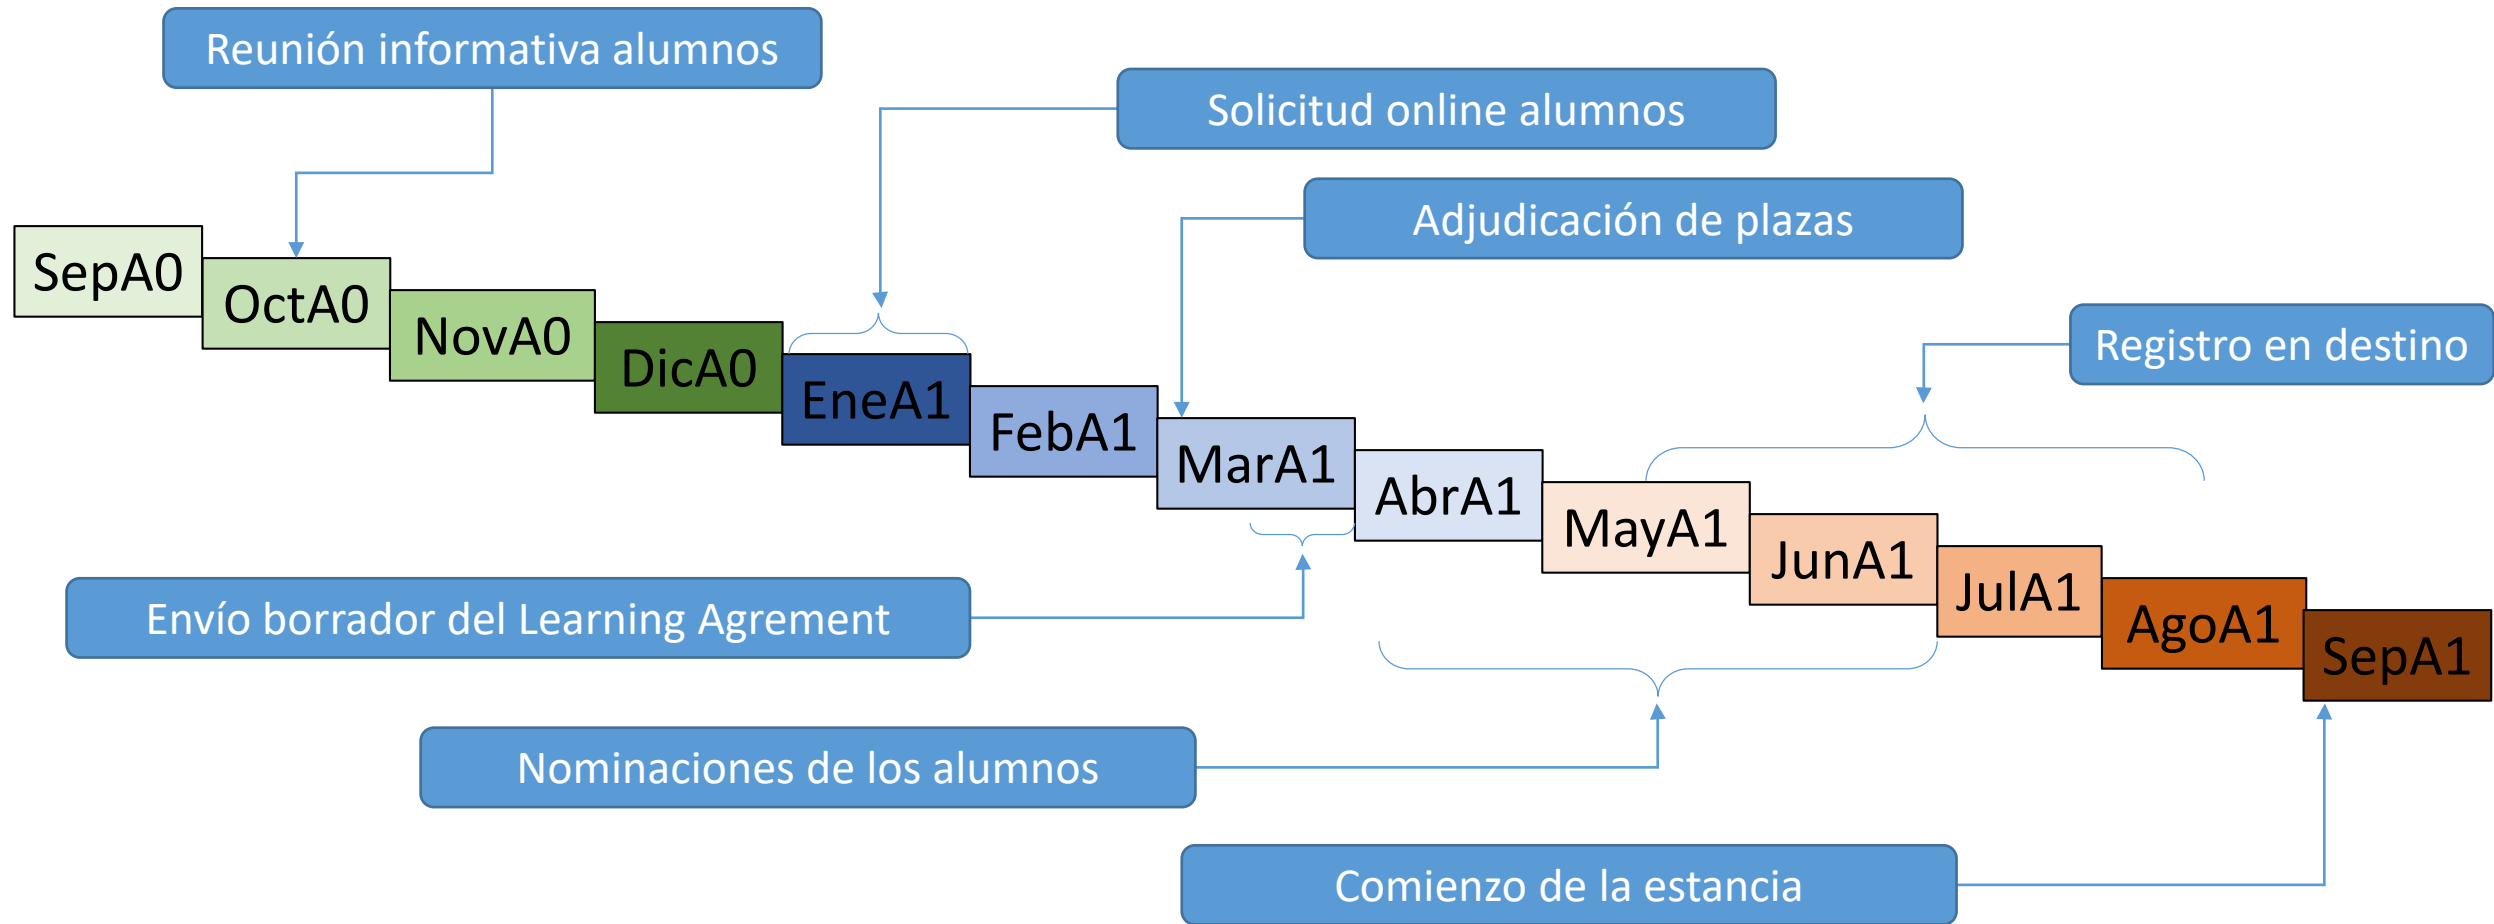 Reunión informativa alumnos
Solicitud online alumnos
Adjudicación de plazas
SepA0
OctA0
NovA0
Registro en destino
DicA0
EneA1
FebA1
MarA1
AbrA1
MayA1
JunA1
JulA1
AgoA1
SepA1
Envío borrador del Learning Agreement
Nominaciones de los alumnos
Comienzo de la estancia